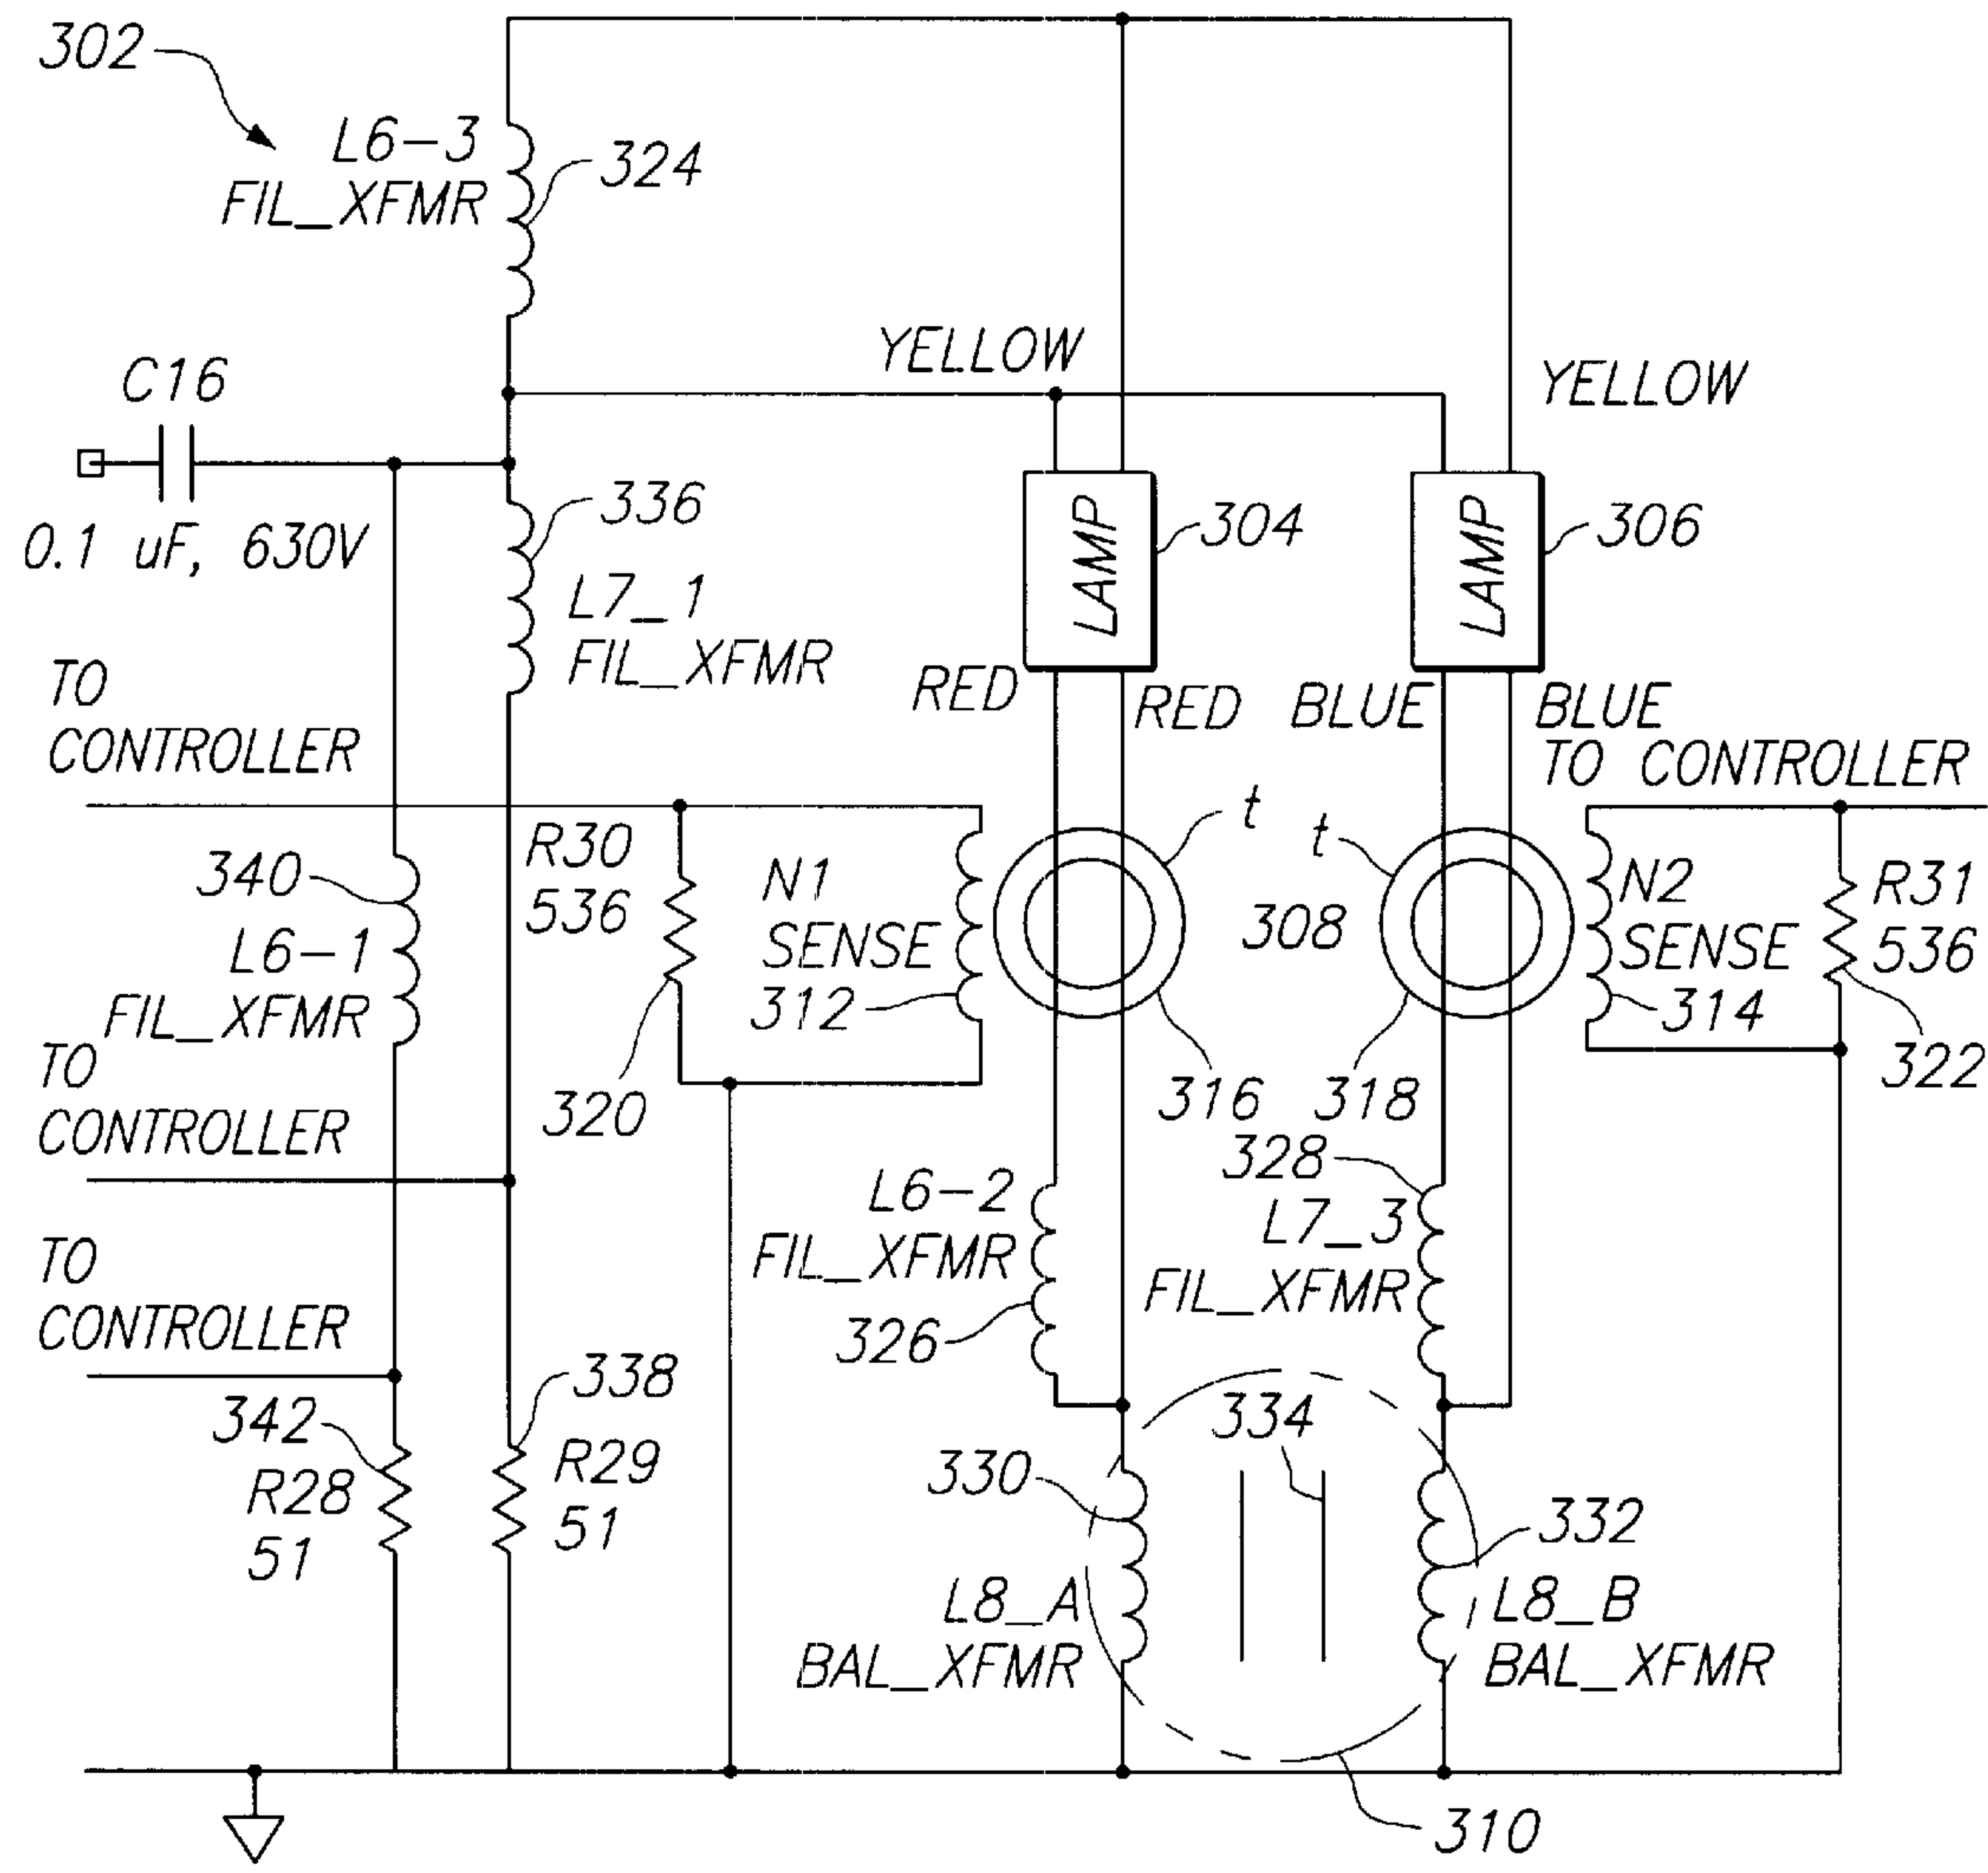 302
L6-3
FIL_XFMR
324
YELLOW
YELLOW
C16
0.1 uF, 630V
336
L7_1
FIL_XFMR
LAMP
304
LAMP
306
TO
CONTROLLER
RED
RED
BLUE
BLUE
TO CONTROLLER
R30
536
N1
SENSE
312
t
t
308
N2
SENSE
314
R31
536
340
L6-1
FIL_XFMR
320
316
318
322
TO
CONTROLLER
328
L6-2
FIL_XFMR
326
L7_3
FIL_XFMR
TO
CONTROLLER
342
R28
51
338
R29
51
334
330
332
L8_A
BAL_XFMR
L8_B
BAL_XFMR
310